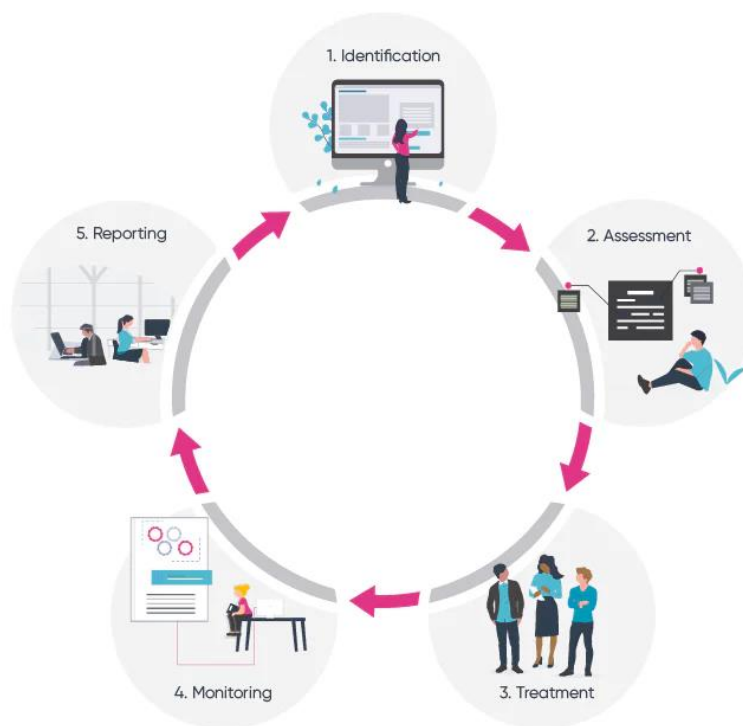 1. Identification
2. Assessment
3. Treatment
4. Monitoring
5. Reporting